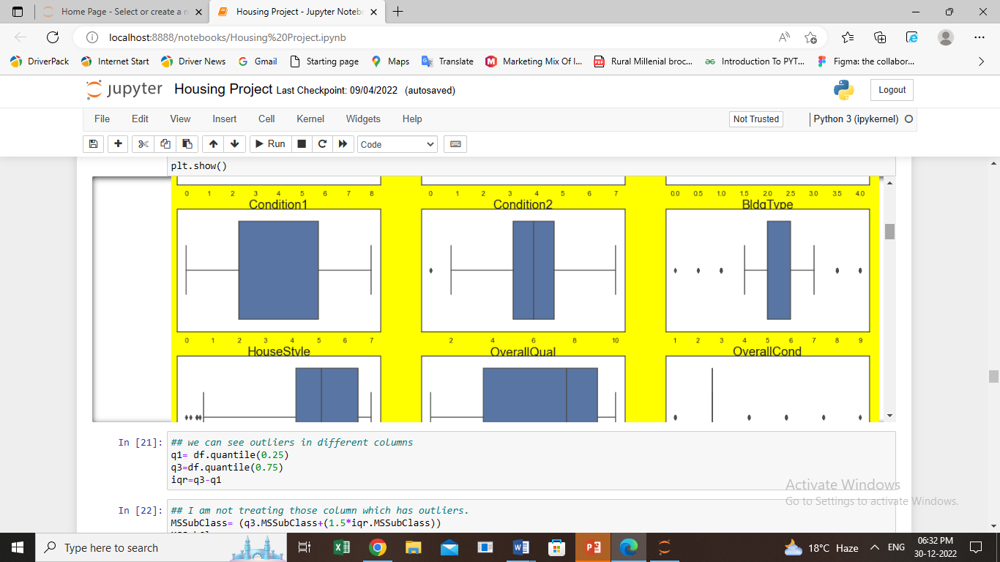 Home Page - Select or create a n
Housing Project - Jupyter Noteb
localhost:8888/notebooks/Housing%20Project.ipynb
DriverPack Internet Start Driver News Gmail Starting page Maps Translate Marketing Mix Of I... Rural Millenial broc... Introduction To PYT... Figma: the collabor...
jupyter Housing Project Last Checkpoint: 09/04/2022 (autosaved) Logout
File Edit View Insert Cell Kernel Widgets Help Not Trusted Python 3 (ipykernel)
Run Code
plt.show()
0 1 2 3 4 5 6 7 8 0 1 2 3 4 5 6 7 0.0 0.5 1.0 1.5 2.0 2.5 3.0 3.5 4.0
Condition1 Condition2 BldgType
0 1 2 3 4 5 6 7 2 4 6 8 10 1 2 3 4 5 6 7 8 9
HouseStyle OverallQual OverallCond
In [21]: ## we can see outliers in different columns
q1= df.quantile(0.25)
q3=df.quantile(0.75)
iqr=q3-q1
Activate Windows
Go to Settings to activate Windows.
In [22]: ## I am not treating those column which has outliers.
MSSubClass= (q3.MSSubClass+(1.5*iqr.MSSubClass))
Type here to search 18°C Haze ENG 06:32 PM
30-12-2022